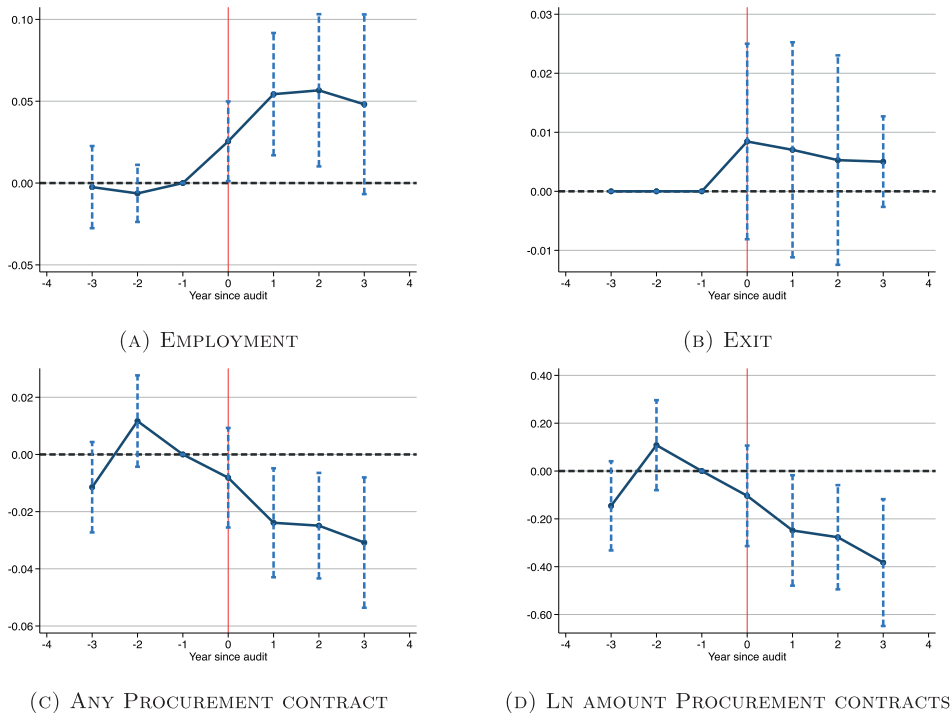 0.10
0.05
0.00
-0.05
-4 -3 -2 -1 0 1 2 3 4
Year since audit
(A) EMPLOYMENT
0.03
0.02
0.01
0.00
-0.01
-4 -3 -2 -1 0 1 2 3 4
Year since audit
(B) EXIT
0.02
0.00
-0.02
-0.04
-0.06
-4 -3 -2 -1 0 1 2 3 4
Year since audit
(C) ANY PROCUREMENT CONTRACT
0.40
0.20
0.00
-0.20
-0.40
-0.60
-4 -3 -2 -1 0 1 2 3 4
Year since audit
(D) LN AMOUNT PROCUREMENT CONTRACTS